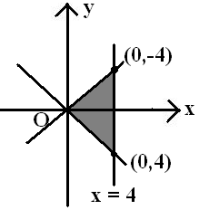 y
(0,-4)
O
x
(0,4)
x = 4